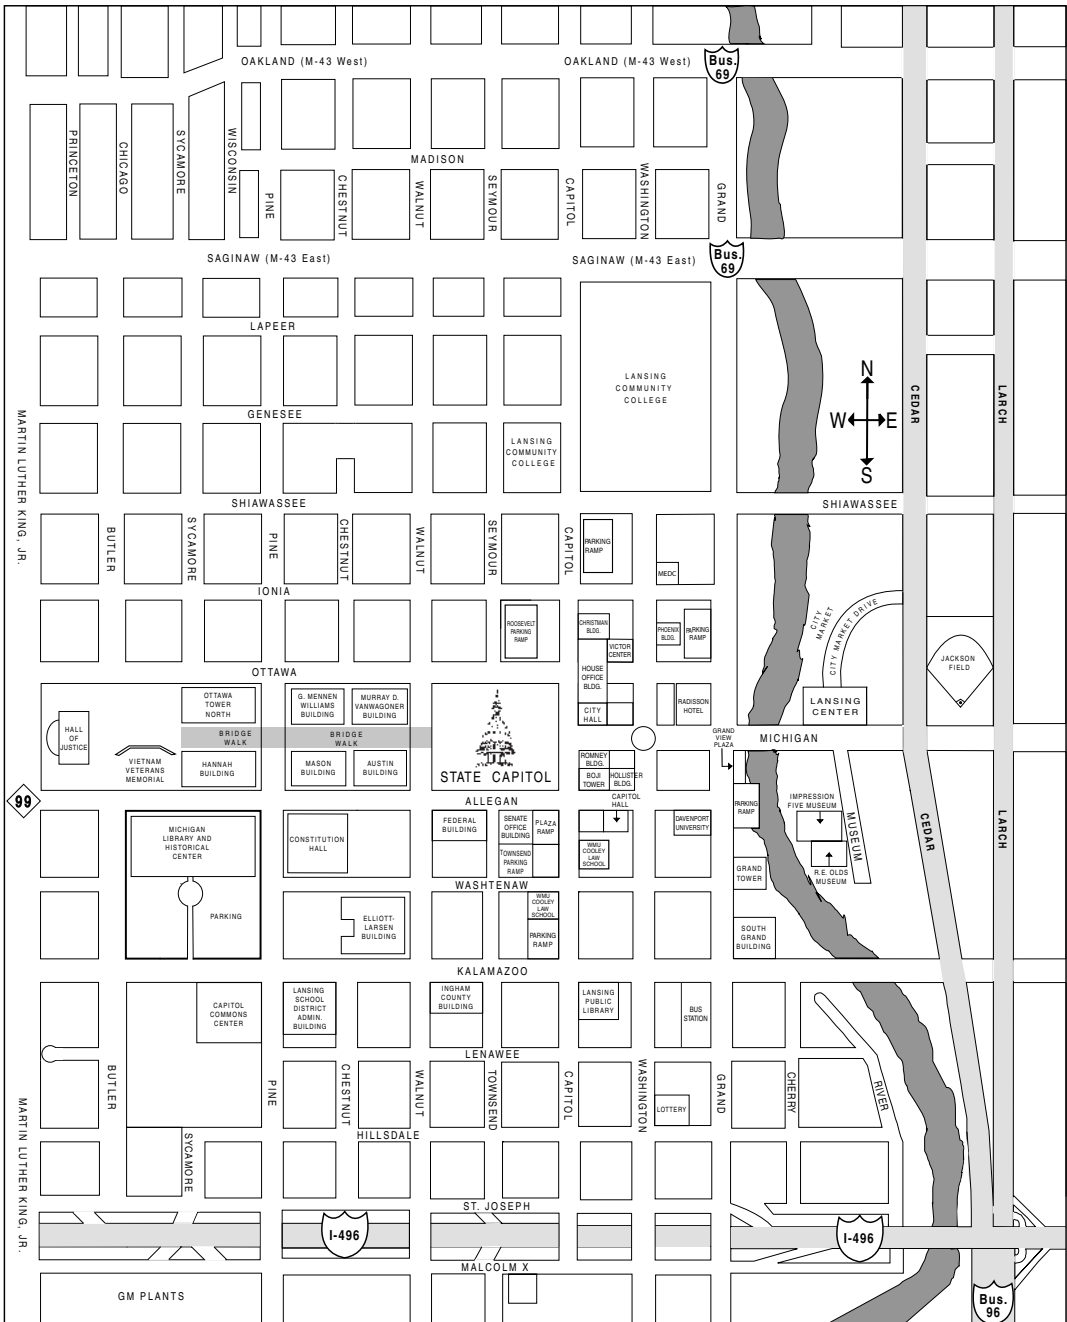 OAKLAND (M-43 West)
OAKLAND (M-43 West)
Bus.
69
PRINCETON
CHICAGO
SYCAMORE
WISCONSIN
MADISON
PINE
CHESTNUT
WALNUT
SEYMOUR
CAPITOL
WASHINGTON
GRAND
SAGINAW (M-43 East)
SAGINAW (M-43 East)
Bus.
69
LAPEER
LANSING
COMMUNITY
COLLEGE
N
W
E
S
CEDAR
LARCH
MARTIN LUTHER KING, JR.
GENESEE
LANSING
COMMUNITY
COLLEGE
SHIAWASSEE
SHIAWASSEE
BUTLER
SYCAMORE
PINE
CHESTNUT
WALNUT
SEYMOUR
CAPITOL
PARKING
RAMP
MEDC
IONIA
ROOSEVELT
PARKING
RAMP
CHRISTMAN
BLDG.
VICTOR
CENTER
PHOENIX
BLDG.
PARKING
RAMP
CITY
MARKET
CITY MARKET DRIVE
JACKSON
FIELD
OTTAWA
HOUSE
OFFICE
BLDG.
CITY
HALL
RADISSON
HOTEL
LANSING
CENTER
OTTAWA
TOWER
NORTH
G. MENNEN
WILLIAMS
BUILDING
MURRAY D.
VANWAGONER
BUILDING
HALL
OF
JUSTICE
BRIDGE
WALK
BRIDGE
WALK
GRAND
VIEW
PLAZA
MICHIGAN
VIETNAM
VETERANS
MEMORIAL
HANNAH
BUILDING
MASON
BUILDING
AUSTIN
BUILDING
STATE CAPITOL
ROMNEY
BLDG.
BOJI
TOWER
HOLLISTER
BLDG.
CAPITOL
HALL
99
ALLEGAN
PARKING
RAMP
IMPRESSION
FIVE MUSEUM
MUSEUM
CEDAR
LARCH
MICHIGAN
LIBRARY AND
HISTORICAL
CENTER
CONSTITUTION
HALL
FEDERAL
BUILDING
SENATE
OFFICE
BUILDING
PLAZA
RAMP
TOWNSEND
PARKING
RAMP
WMU
COOLEY
LAW
SCHOOL
DAVENPORT
UNIVERSITY
R.E. OLDS
MUSEUM
GRAND
TOWER
WASHTENAW
PARKING
ELLIOTT-
LARSEN
BUILDING
WMU
COOLEY
LAW
SCHOOL
PARKING
RAMP
SOUTH
GRAND
BUILDING
KALAMAZOO
CAPITOL
COMMONS
CENTER
LANSING
SCHOOL
DISTRICT
ADMIN.
BUILDING
INGHAM
COUNTY
BUILDING
LANSING
PUBLIC
LIBRARY
BUS
STATION
LENAWEE
BUTLER
PINE
CHESTNUT
WALNUT
TOWNSEND
CAPITOL
WASHINGTON
LOTTERY
GRAND
CHERRY
RIVER
MARTIN LUTHER KING, JR.
SYCAMORE
HILLSDALE
ST. JOSEPH
I-496
I-496
MALCOLM X
GM PLANTS
Bus.
96